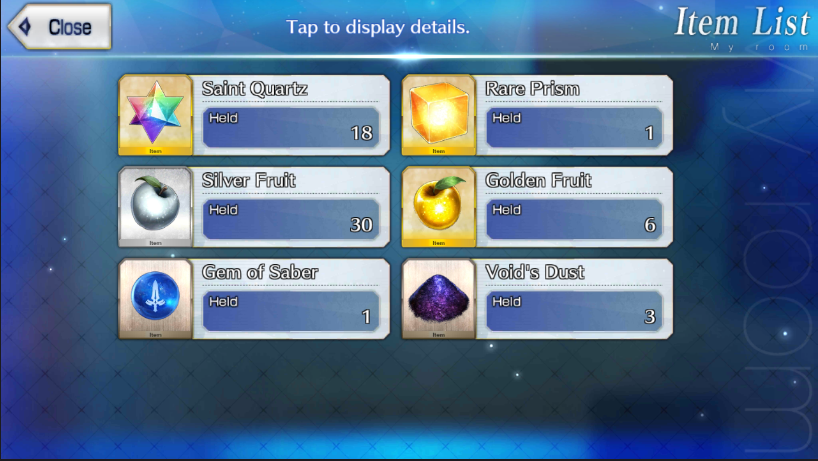 Close
Tap to display details.
Item List
My room
Saint Quartz
Held
18
Item
Rare Prism
Held
1
Item
Silver Fruit
Held
30
Item
Golden Fruit
Held
6
Item
Gem of Saber
Held
1
Item
Void's Dust
Held
3
Item
My room